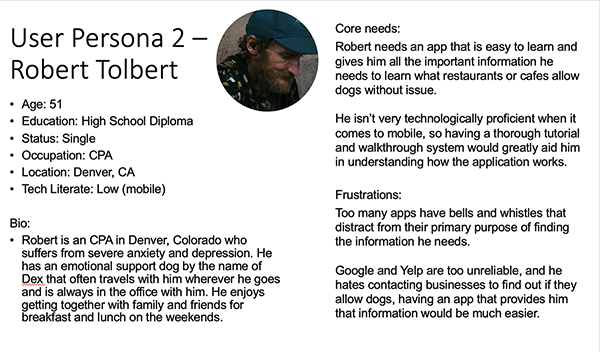 User Persona 2 –
Robert Tolbert
• Age: 51
• Education: High School Diploma
• Status: Single
• Occupation: CPA
• Location: Denver, CA
• Tech Literate: Low (mobile)
Bio:
• Robert is an CPA in Denver, Colorado who
suffers from severe anxiety and depression. He
has an emotional support dog by the name of
Dex that often travels with him wherever he goes
and is always in the office with him. He enjoys
getting together with family and friends for
breakfast and lunch on the weekends.
Core needs:
Robert needs an app that is easy to learn and
gives him all the important information he
needs to learn what restaurants or cafes allow
dogs without issue.
He isn't very technologically proficient when it
comes to mobile, so having a thorough tutorial
and walkthrough system would greatly aid him
in understanding how the application works.
Frustrations:
Too many apps have bells and whistles that
distract from their primary purpose of finding
the information he needs.
Google and Yelp are too unreliable, and he
hates contacting businesses to find out if they
allow dogs, having an app that provides him
that information would be much easier.